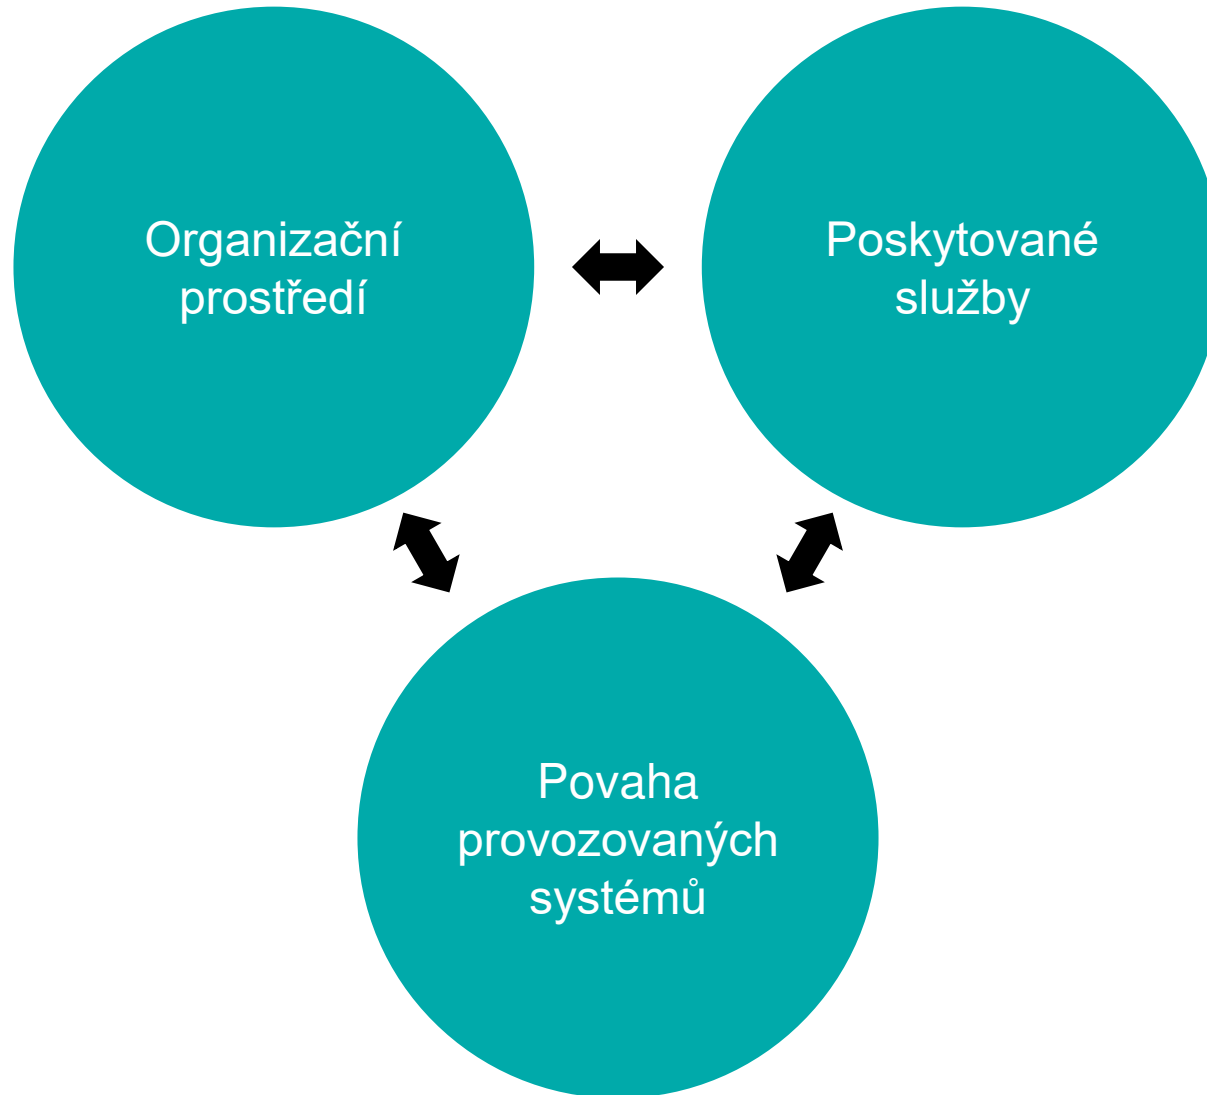 Organizační
prostředí
Poskytované
služby
Povaha
provozovaných
systémů